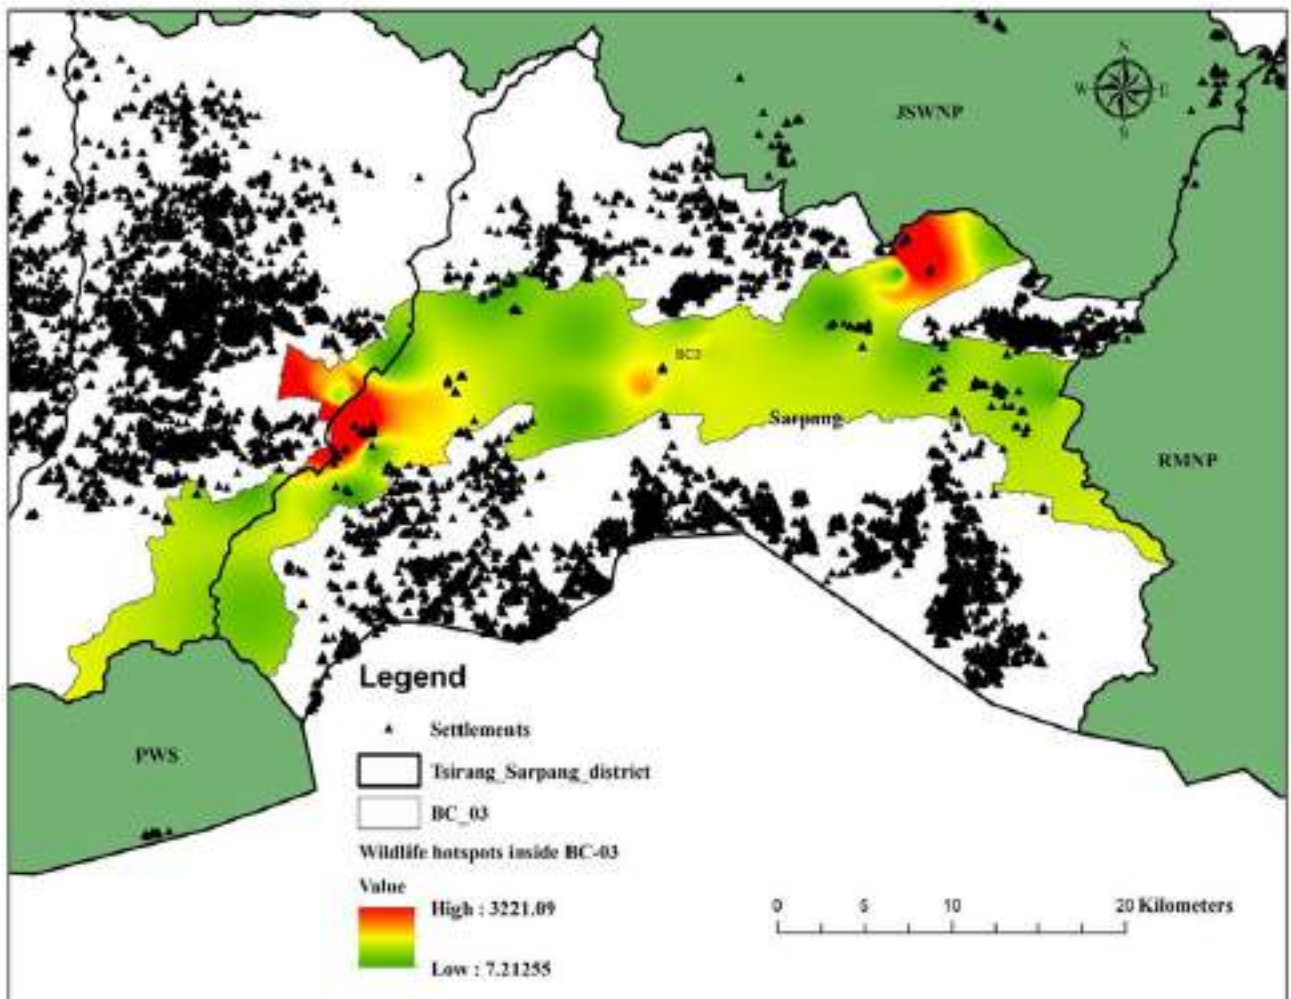 N
JSWNP
W E
S
BC3
Sarpang
RMNP
PWS
Legend
Settlements
Tsirang_Sarpang_district
BC_03
Wildlife hotspots inside BC-03
Value
High : 3221.09
Low : 7.21255
0 5 10 20 Kilometers